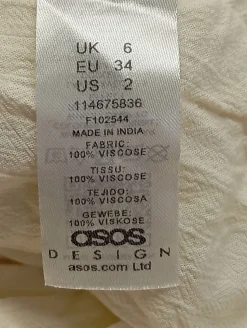 UK 6
EU 34
US 2
114675836
F102544
MADE IN INDIA
FABRIC:
100% VISCOSE
TISSU:
100% VISCOSE
TEJIDO:
100% VISCOSA
GEWEBE:
100% VISKOSE
asos
DESIGN
asos.com Ltd